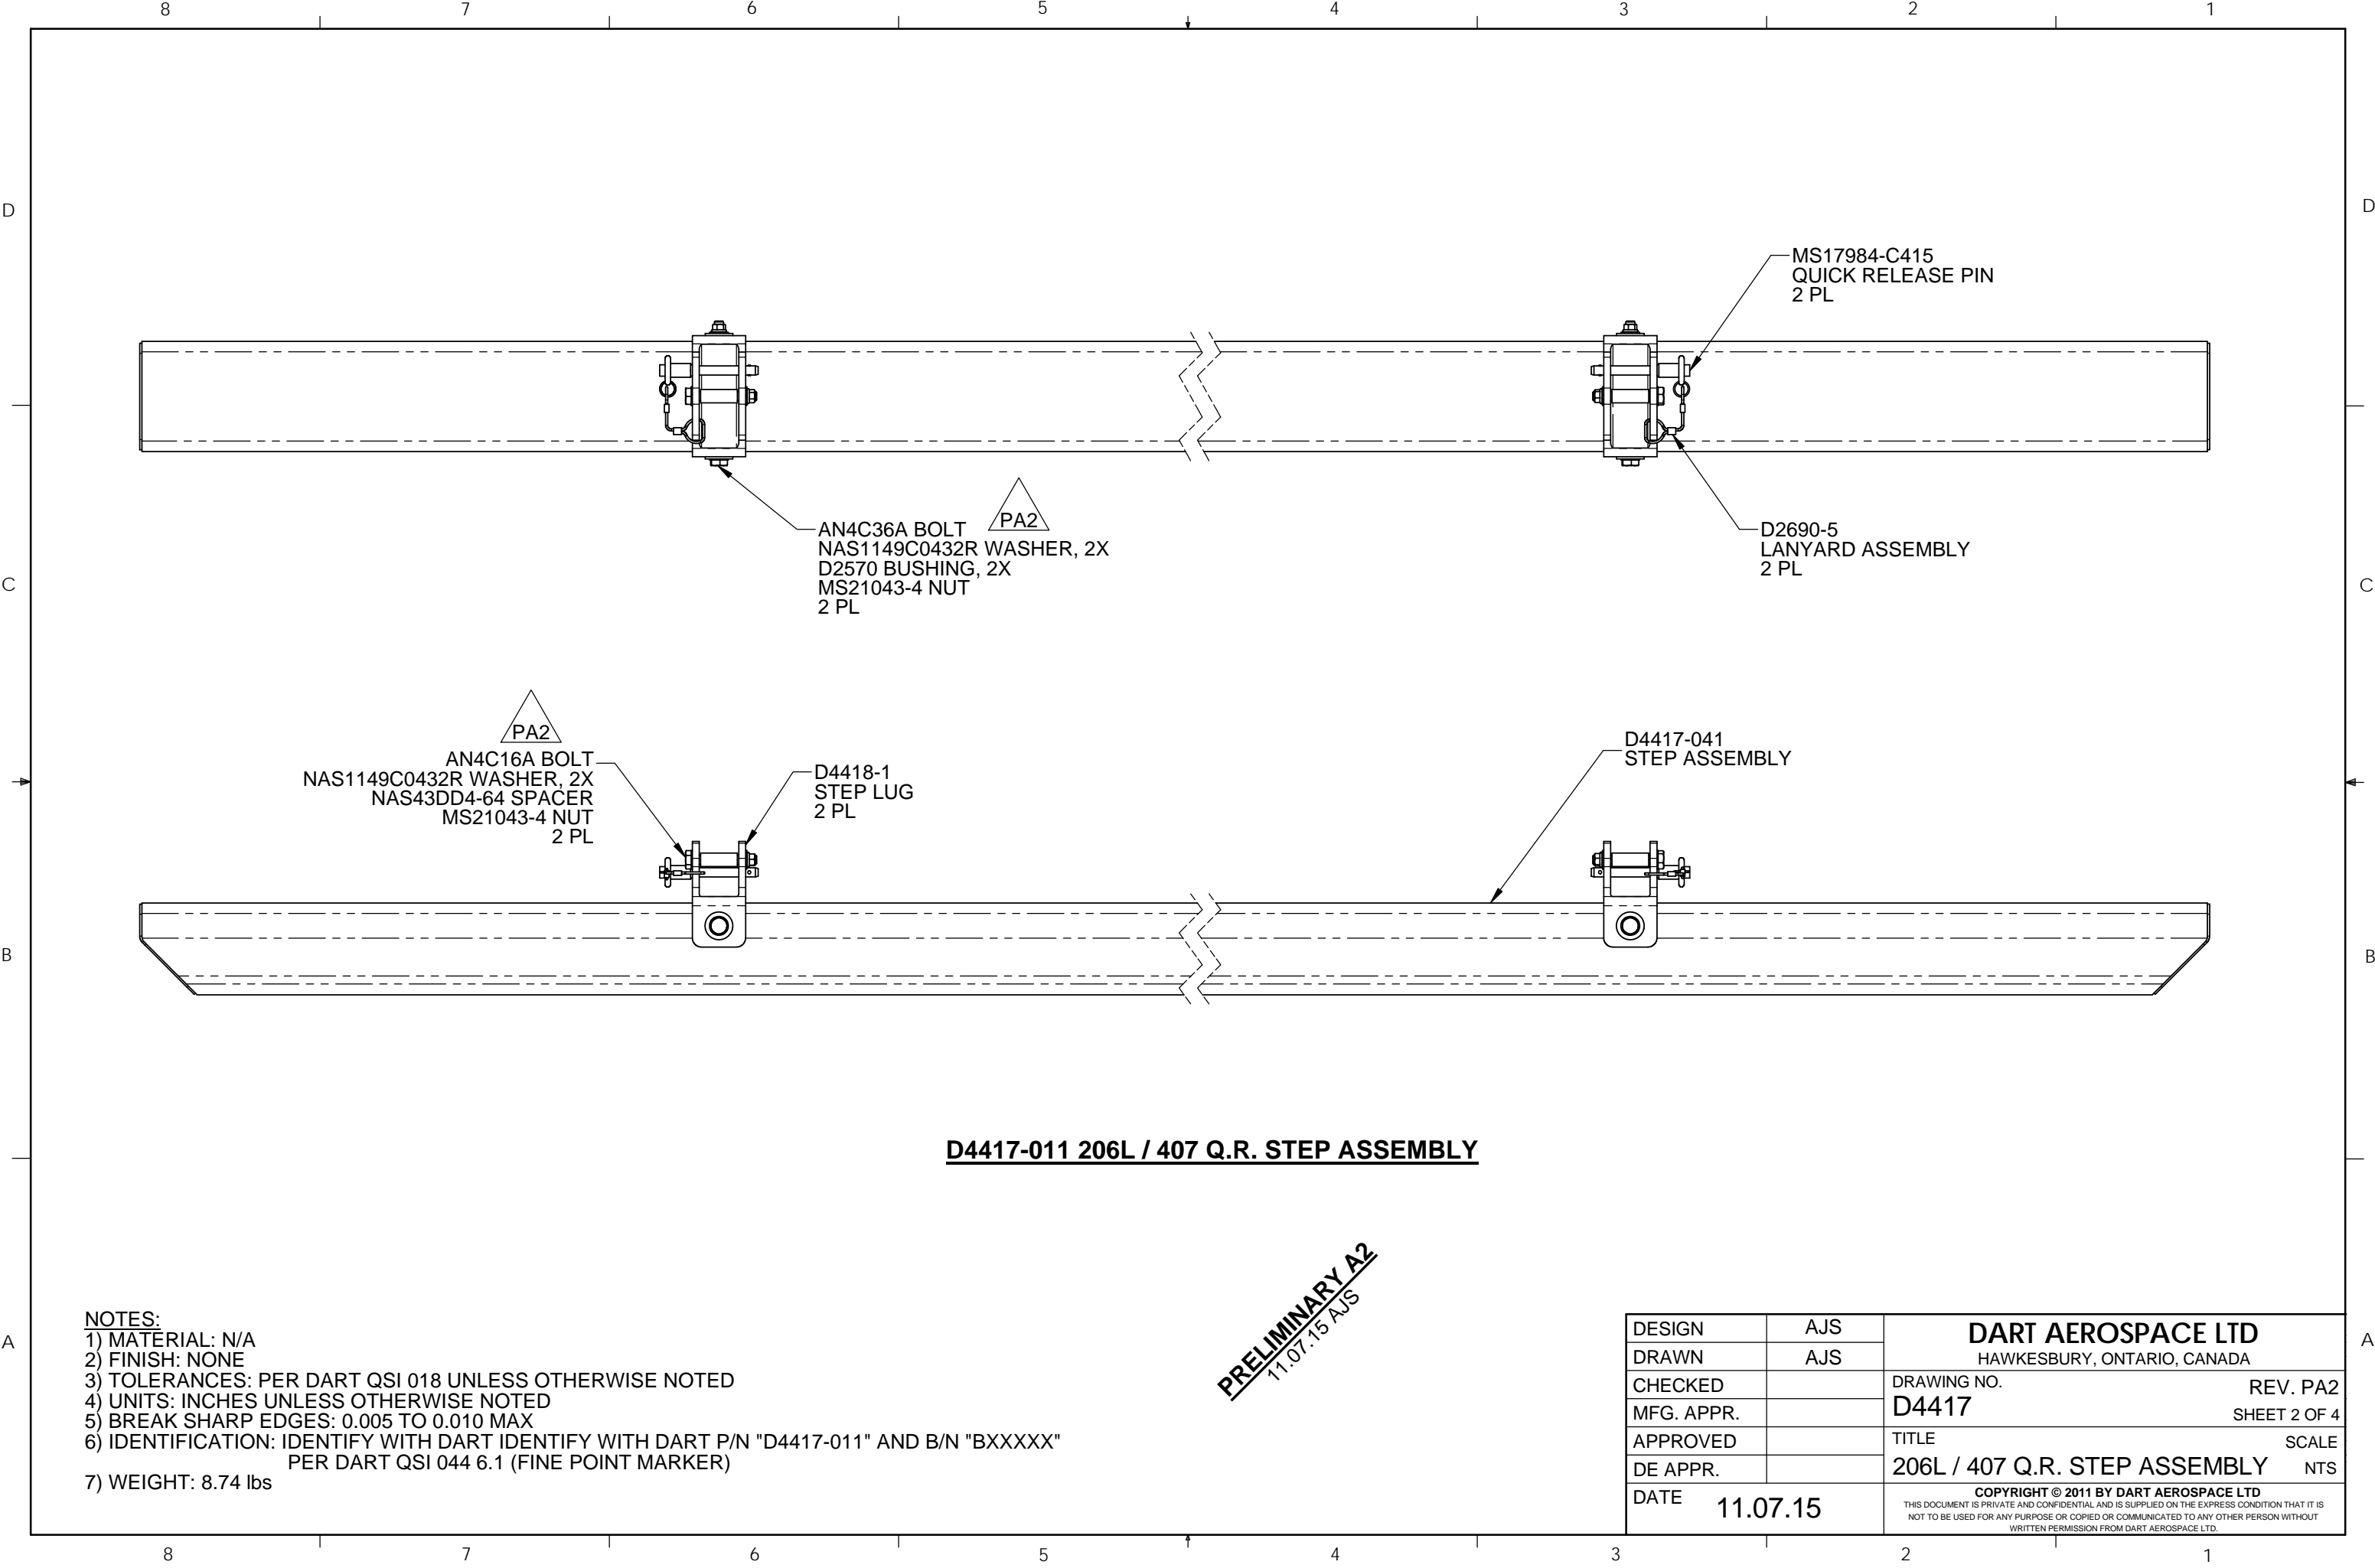 8 7 6 5 4 3 2 1
D D
MS17984-C415
QUICK RELEASE PIN
2 PL
AN4C36A BOLT
PA2
NAS1149C0432R WASHER, 2X
D2570 BUSHING, 2X
MS21043-4 NUT
2 PL
D2690-5
LANYARD ASSEMBLY
2 PL
C C
PA2
AN4C16A BOLT
NAS1149C0432R WASHER, 2X
NAS43DD4-64 SPACER
MS21043-4 NUT
2 PL
D4418-1
STEP LUG
2 PL
D4417-041
STEP ASSEMBLY
B B
D4417-011 206L / 407 Q.R. STEP ASSEMBLY
PRELIMINARY A2
11.07.15 AJS
NOTES:
1) MATERIAL: N/A
2) FINISH: NONE
3) TOLERANCES: PER DART QSI 018 UNLESS OTHERWISE NOTED
4) UNITS: INCHES UNLESS OTHERWISE NOTED
5) BREAK SHARP EDGES: 0.005 TO 0.010 MAX
6) IDENTIFICATION: IDENTIFY WITH DART IDENTIFY WITH DART P/N "D4417-011" AND B/N "BXXXXX"
PER DART QSI 044 6.1 (FINE POINT MARKER)
7) WEIGHT: 8.74 lbs
A A
DESIGN AJS
DRAWN AJS
CHECKED
MFG. APPR.
APPROVED
DE APPR.
DATE 11.07.15
DART AEROSPACE LTD
HAWKESBURY, ONTARIO, CANADA
DRAWING NO. REV. PA2
D4417 SHEET 2 OF 4
TITLE SCALE
206L / 407 Q.R. STEP ASSEMBLY NTS
COPYRIGHT © 2011 BY DART AEROSPACE LTD
THIS DOCUMENT IS PRIVATE AND CONFIDENTIAL AND IS SUPPLIED ON THE EXPRESS CONDITION THAT IT IS
NOT TO BE USED FOR ANY PURPOSE OR COPIED OR COMMUNICATED TO ANY OTHER PERSON WITHOUT
WRITTEN PERMISSION FROM DART AEROSPACE LTD.
8 7 6 5 4 3 2 1